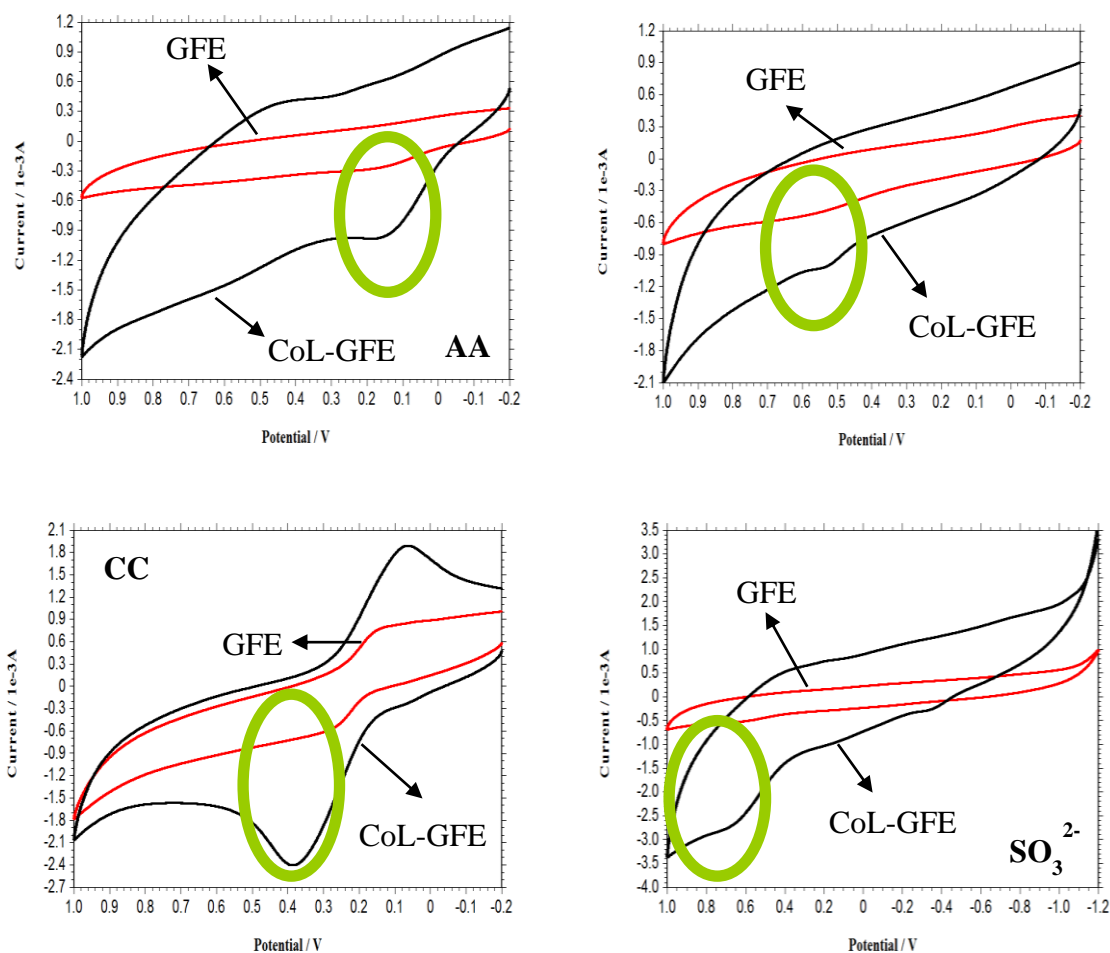 1.2
0.9
0.6
0.3
0
-0.3
-0.6
-0.9
-1.2
-1.5
-1.8
-2.1
-2.4
Current / 1e-3A
GFE
CoL-GFE
AA
1.0 0.9 0.8 0.7 0.6 0.5 0.4 0.3 0.2 0.1 0 -0.1 -0.2
Potential / V
1.2
0.9
0.6
0.3
0
-0.3
-0.6
-0.9
-1.2
-1.5
-1.8
-2.1
Current / 1e-3A
GFE
CoL-GFE
1.0 0.9 0.8 0.7 0.6 0.5 0.4 0.3 0.2 0.1 0 -0.1 -0.2
Potential / V
2.1
1.8
1.5
1.2
0.9
0.6
0.3
0
-0.3
-0.6
-0.9
-1.2
-1.5
-1.8
-2.1
-2.4
-2.7
Current / 1e-3A
CC
GFE
CoL-GFE
1.0 0.9 0.8 0.7 0.6 0.5 0.4 0.3 0.2 0.1 0 -0.1 -0.2
Potential / V
3.5
3.0
2.5
2.0
1.5
1.0
0.5
0
-0.5
-1.0
-1.5
-2.0
-2.5
-3.0
-3.5
-4.0
Current / 1e-3A
GFE
CoL-GFE
SO₃²⁻
1.0 0.8 0.6 0.4 0.2 0 -0.2 -0.4 -0.6 -0.8 -1.0 -1.2
Potential / V